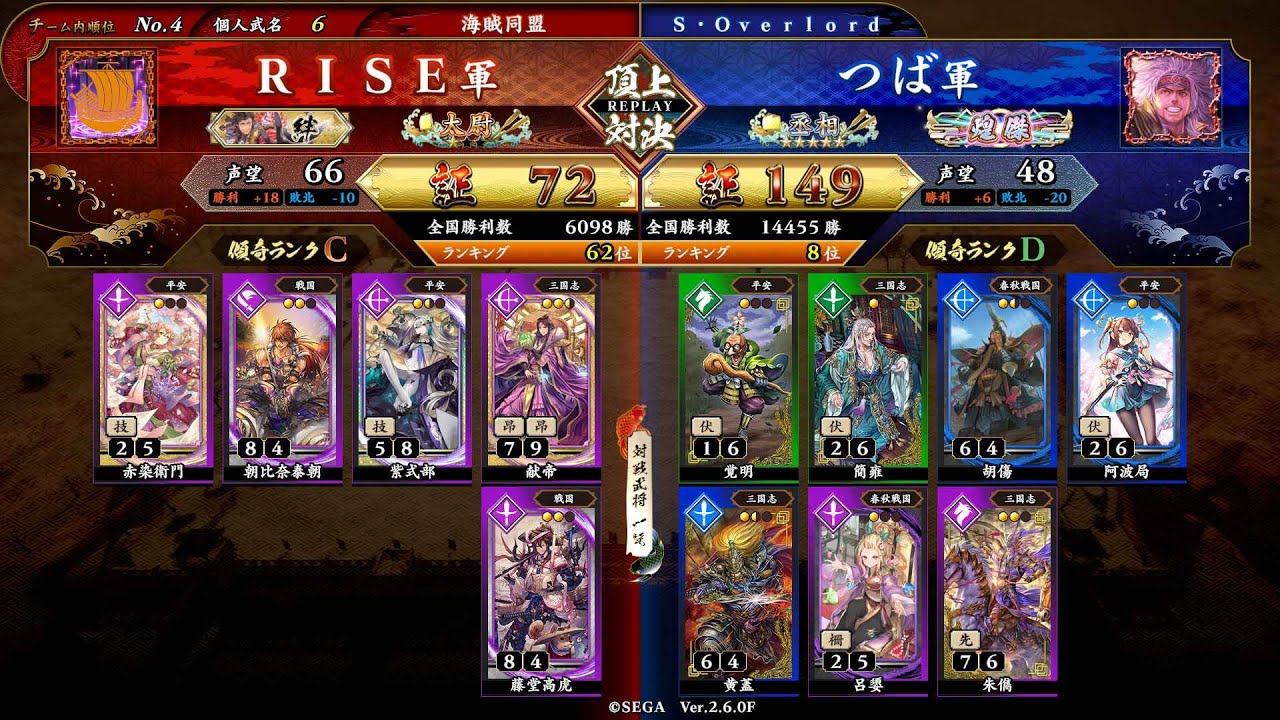 チーム内順位 No.4 個人武名 6 海賊同盟
S・Overlord
RISE軍
頂上
REPLAY
対決
つば軍
絆 太尉
丞相 煌傑
声望 66
勝利 +18 敗北 -10
証 72
証 149
声望 48
勝利 +6 敗北 -20
全国勝利数 6098勝
全国勝利数 14455勝
傾奇ランクC
ランキング 62位
ランキング 8位
傾奇ランクD
平安
技
2 5
赤染衛門
戦国
8 4
朝比奈泰朝
平安
技
5 8
紫式部
三国志
昂 昂
7 9
献帝
戦国
8 4
藤堂高虎
対戦武将一覧
平安
伏
1 6
覚明
三国志
伏
2 6
簡雍
春秋戦国
6 4
胡傷
平安
伏
2 6
阿波局
三国志
6 4
黄蓋
春秋戦国
柵
2 5
呂嬃
三国志
先
7 6
朱儁
©SEGA Ver.2.6.0F